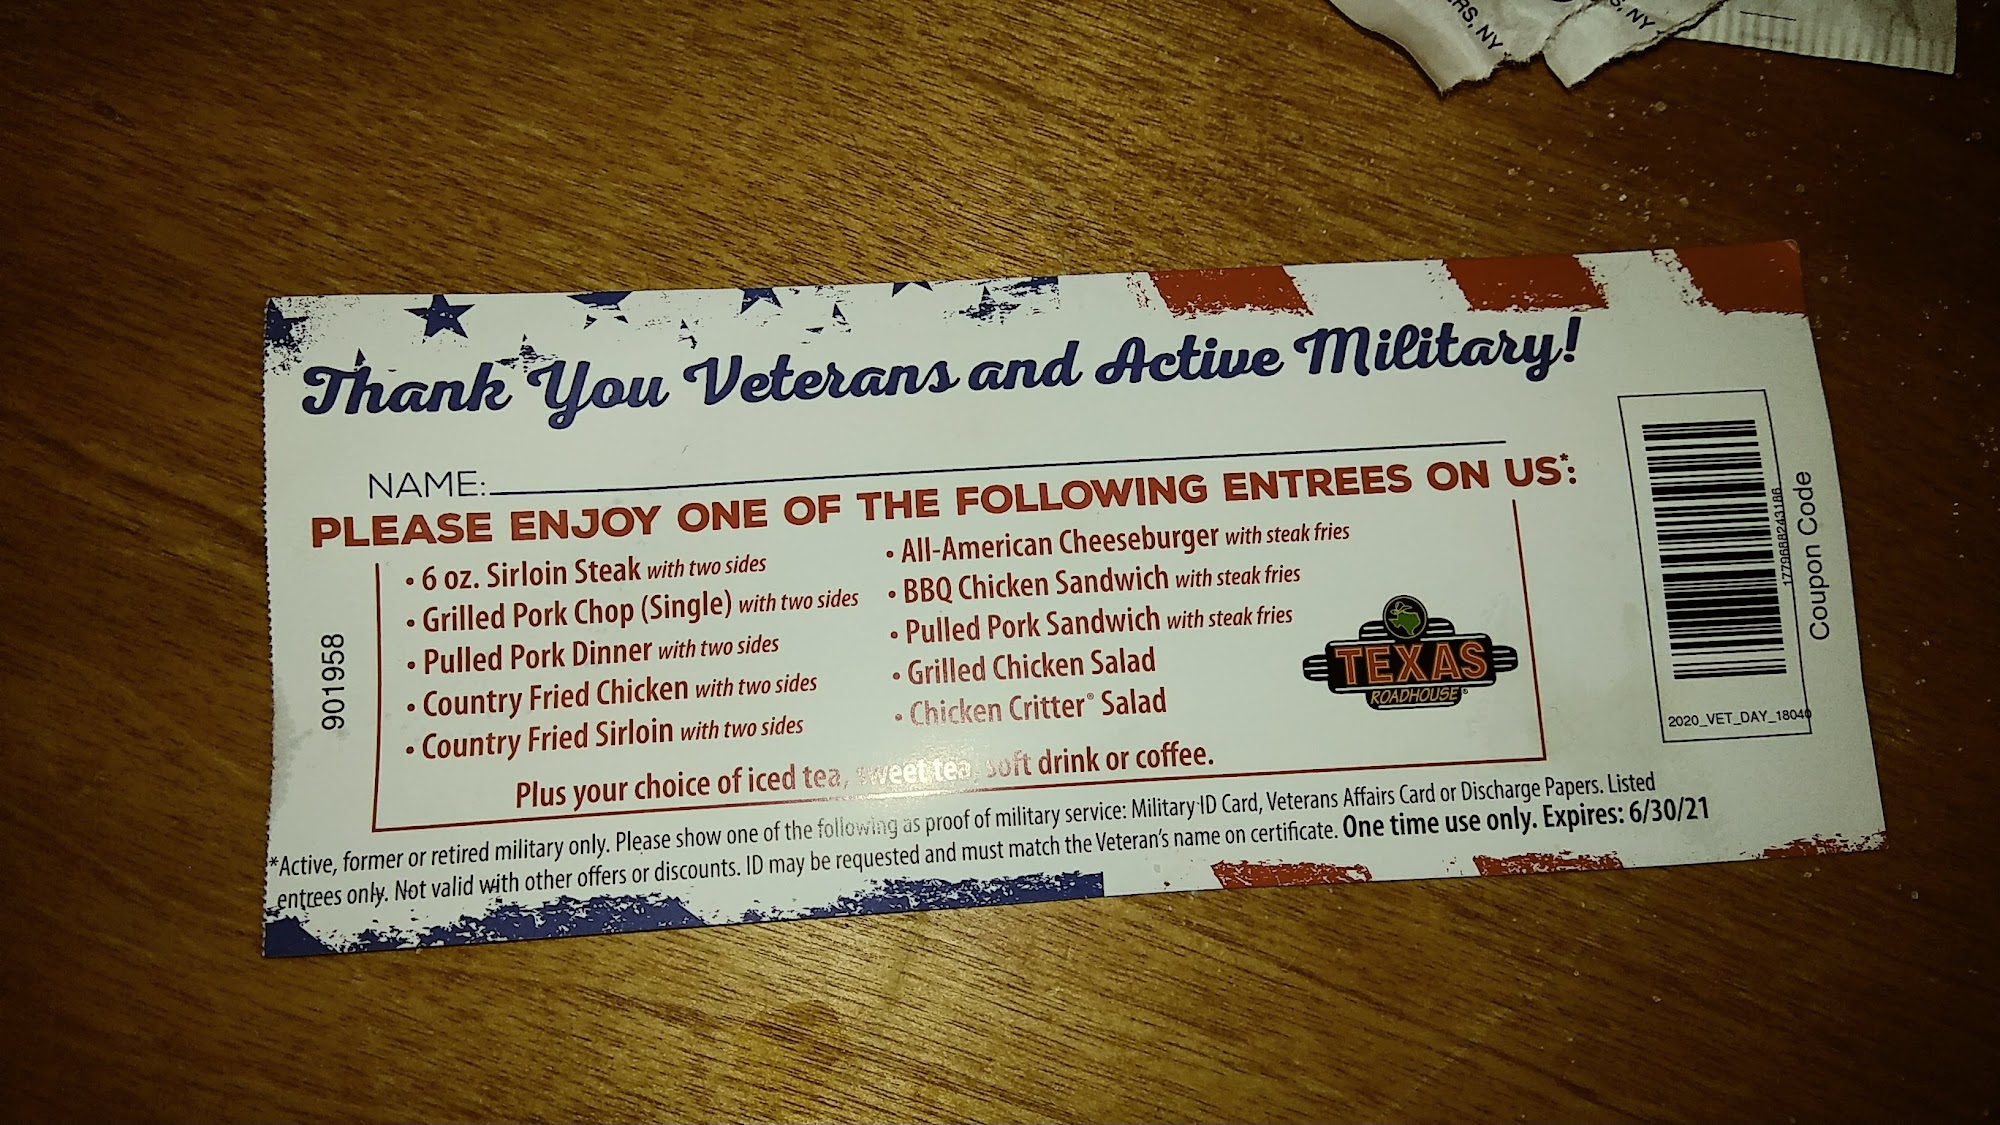 RS, NY
S, NY
Thank You Veterans and Active Military!
NAME:
PLEASE ENJOY ONE OF THE FOLLOWING ENTREES ON US*:
• 6 oz. Sirloin Steak with two sides
• Grilled Pork Chop (Single) with two sides
• Pulled Pork Dinner with two sides
• Country Fried Chicken with two sides
• Country Fried Sirloin with two sides
• All-American Cheeseburger with steak fries
• BBQ Chicken Sandwich with steak fries
• Pulled Pork Sandwich with steak fries
• Grilled Chicken Salad
• Chicken Critter® Salad
Plus your choice of iced tea, sweet tea, soft drink or coffee.
TEXAS
ROADHOUSE®
901958
1779688243186
Coupon Code
2020_VET_DAY_18040
*Active, former or retired military only. Please show one of the following as proof of military service: Military ID Card, Veterans Affairs Card or Discharge Papers. Listed
entrees only. Not valid with other offers or discounts. ID may be requested and must match the Veteran's name on certificate. One time use only. Expires: 6/30/21